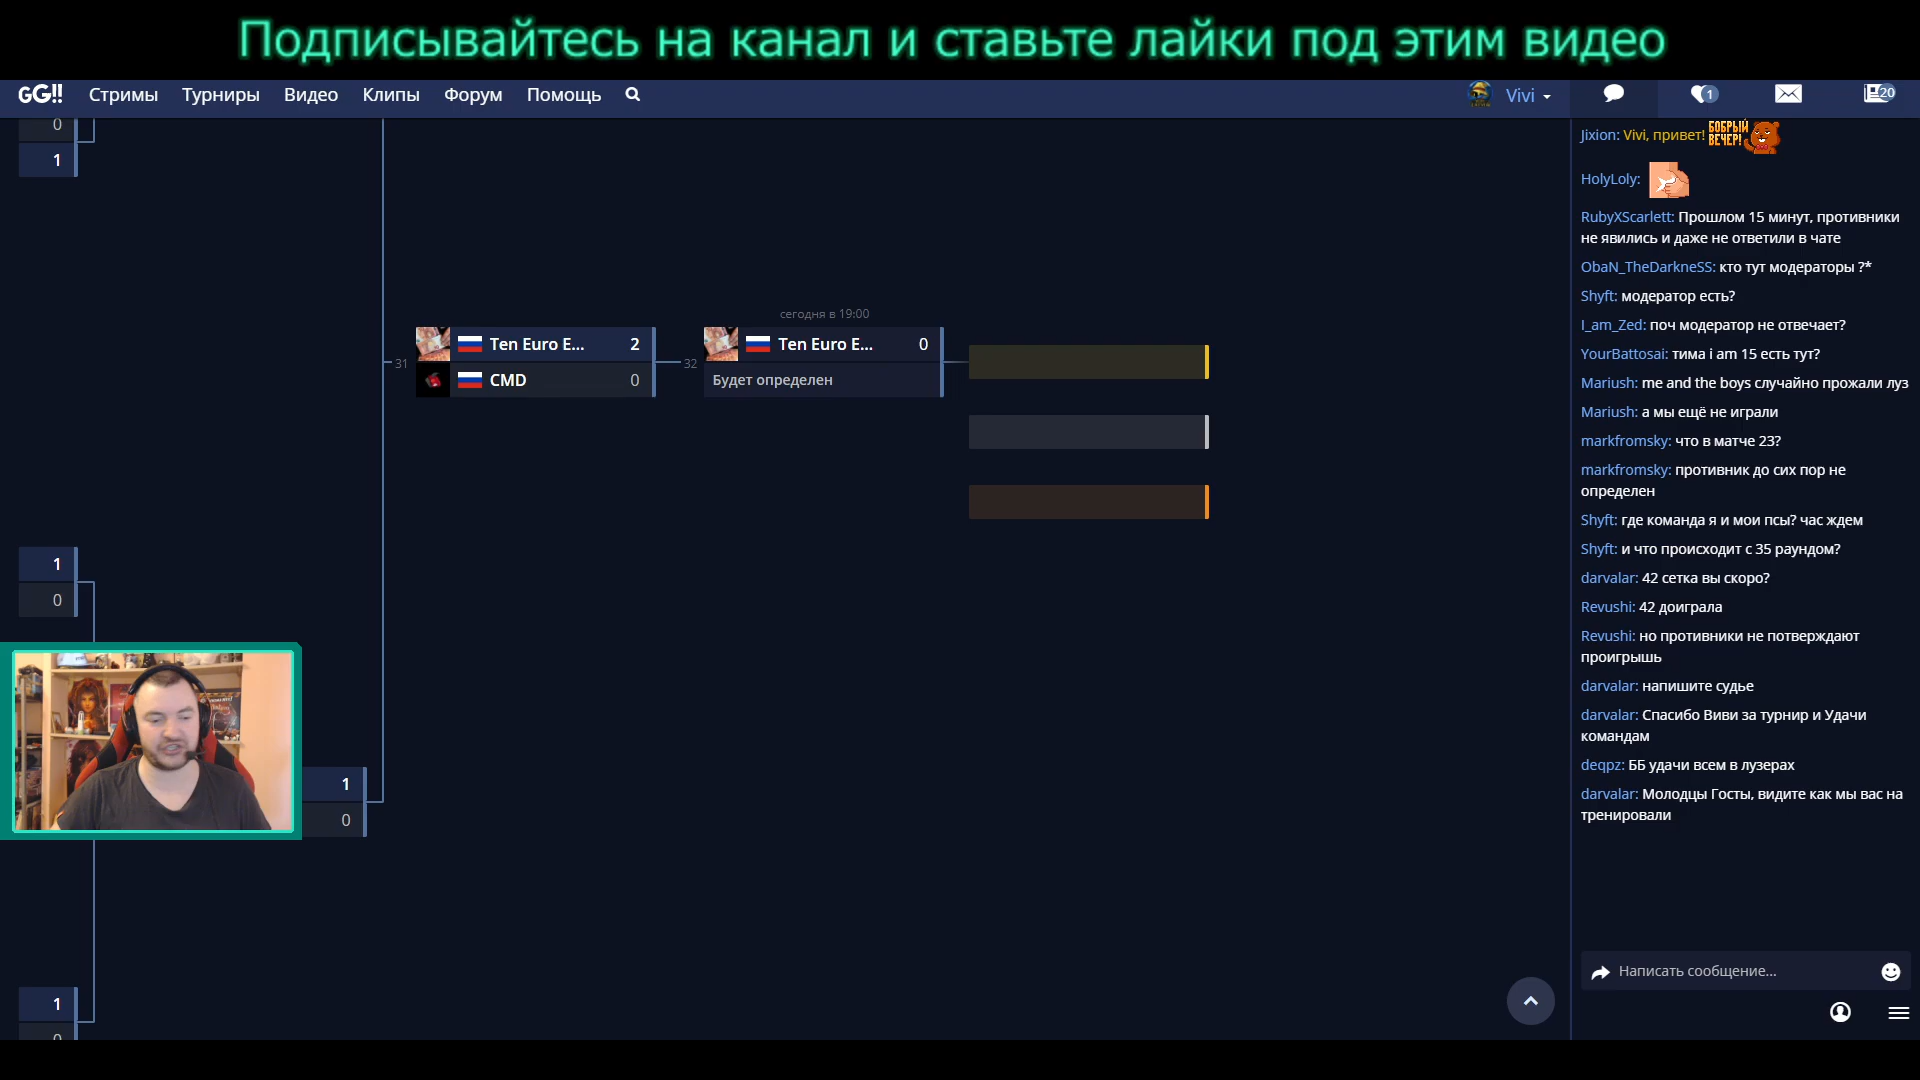 Подписывайтесь на канал и ставьте лайки под этим видео
GG!! Стримы Турниры Видео Клипы Форум Помощь Vivi 1 20
0
1
сегодня в 19:00
31 Ten Euro E... 2
CMD 0
32 Ten Euro E... 0
Будет определен
1
0
1
0
1
0
Jixion: Vivi, привет! БОБРЫЙ ВЕЧЕР!
HolyLoly:
RubyXScarlett: Прошлом 15 минут, противники
не явились и даже не ответили в чате
ObaN_TheDarkneSS: кто тут модераторы ?*
Shyft: модератор есть?
I_am_Zed: поч модератор не отвечает?
YourBattosai: тима i am 15 есть тут?
Mariush: me and the boys случайно прожали луз
Mariush: а мы ещё не играли
markfromsky: что в матче 23?
markfromsky: противник до сих пор не
определен
Shyft: где команда я и мои псы? час ждем
Shyft: и что происходит с 35 раундом?
darvalar: 42 сетка вы скоро?
Revushi: 42 доиграла
Revushi: но противники не потверждают
проигрышь
darvalar: напишите судье
darvalar: Спасибо Виви за турнир и Удачи
командам
deqpz: ББ удачи всем в лузерах
darvalar: Молодцы Госты, видите как мы вас на
тренировали
Написать сообщение...